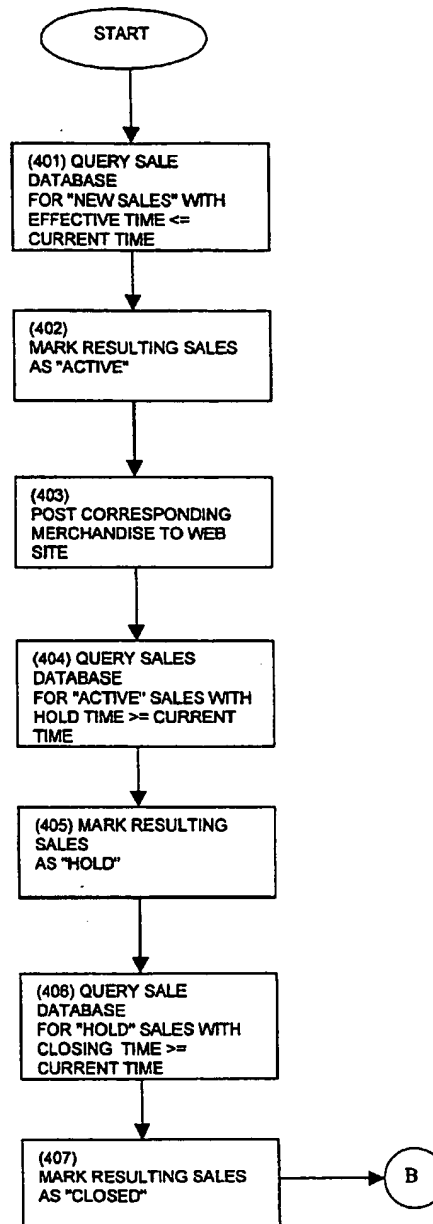 START
(401) QUERY SALE
DATABASE
FOR "NEW SALES" WITH
EFFECTIVE TIME <=
CURRENT TIME
(402)
MARK RESULTING SALES
AS "ACTIVE"
(403)
POST CORRESPONDING
MERCHANDISE TO WEB
SITE
(404) QUERY SALES
DATABASE
FOR "ACTIVE" SALES WITH
HOLD TIME >= CURRENT
TIME
(405) MARK RESULTING
SALES
AS "HOLD"
(406) QUERY SALE
DATABASE
FOR "HOLD" SALES WITH
CLOSING TIME >=
CURRENT TIME
(407)
MARK RESULTING SALES
AS "CLOSED"
B